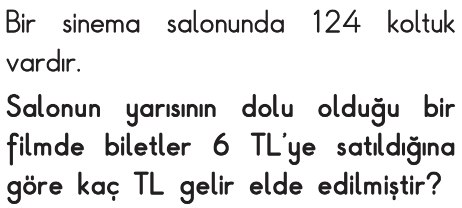 Bir sinema salonunda 124 koltuk
vardır.
Salonun yarısının dolu olduğu bir
filmde biletler 6 TL'ye satıldığına
göre kaç TL gelir elde edilmiştir?